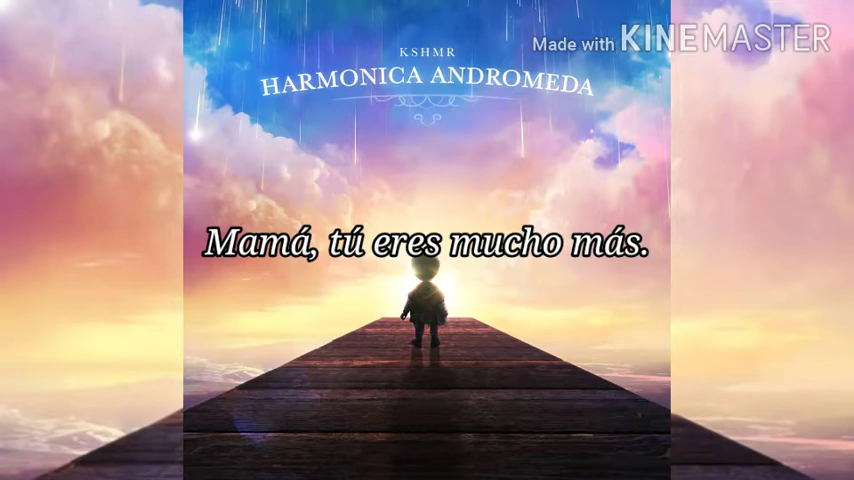 Made with KINEMASTER
KSHMR
HARMONICA ANDROMEDA
Mamá, tú eres mucho más.